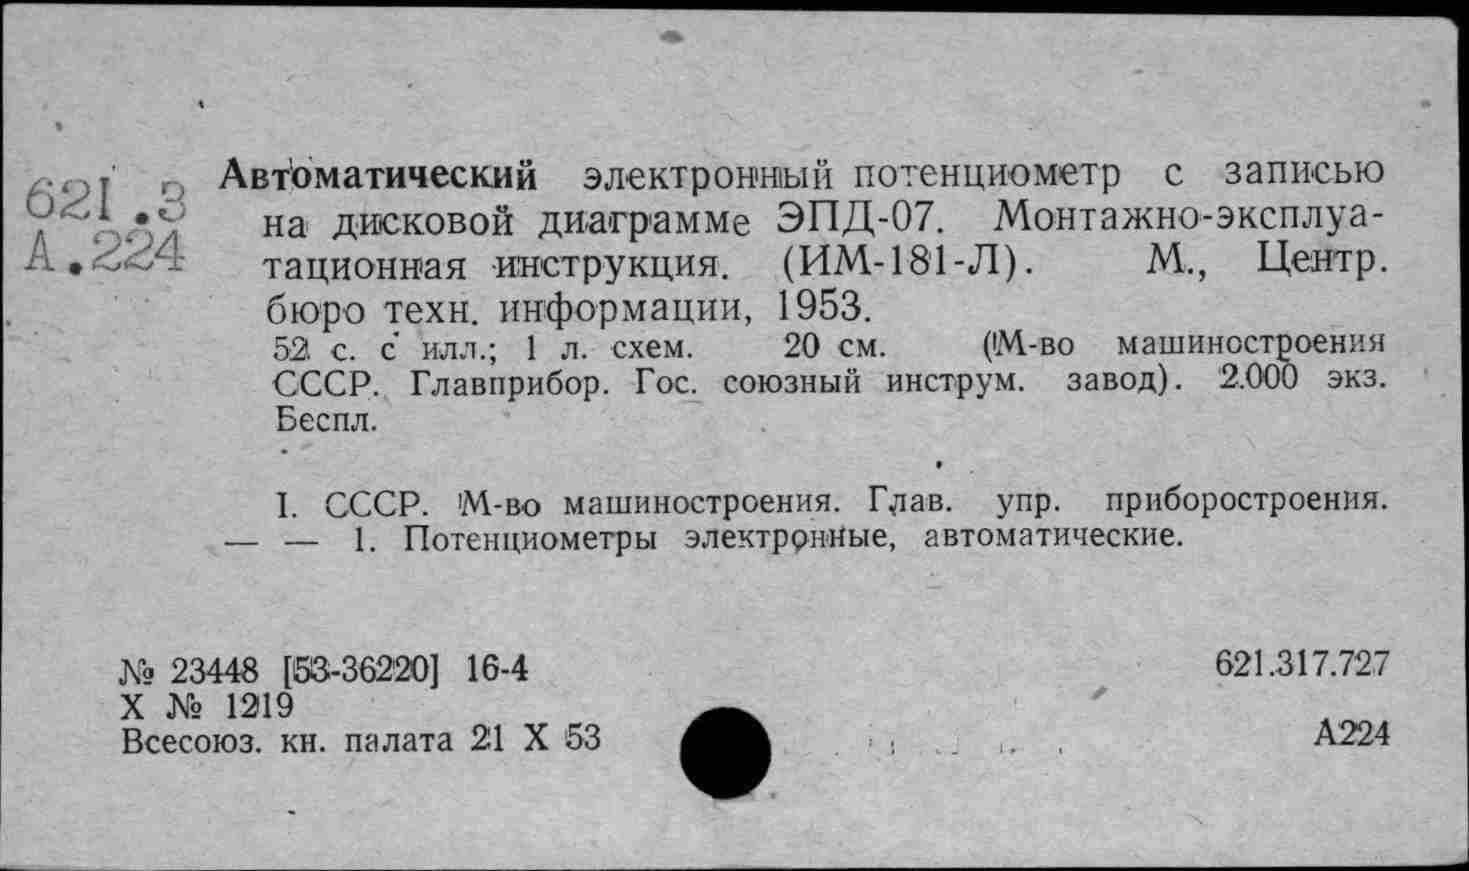 621.3
А.224
Автоматический электронный потенциометр с записью
на дисковой диаграмме ЭПД-07. Монтажно-эксплуа-
тационная инструкция. (ИМ-181-Л). М., Центр.
бюро техн. информации, 1953.
52 с. с илл.; 1 л. схем. 20 см. (М-во машиностроения
СССР. Главприбор. Гос. союзный инструм. завод). 2.000 экз.
Беспл.
I. СССР. М-во машиностроения. Глав. упр. приборостроения.
— — 1. Потенциометры электронные, автоматические.
№ 23448 [53-36220] 16-4
621.317.727
X № 1219
Всесоюз. кн. палата 21 X 53
А224